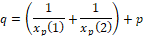 q = (1/x_p(1) + 1/x_p(2)) + p